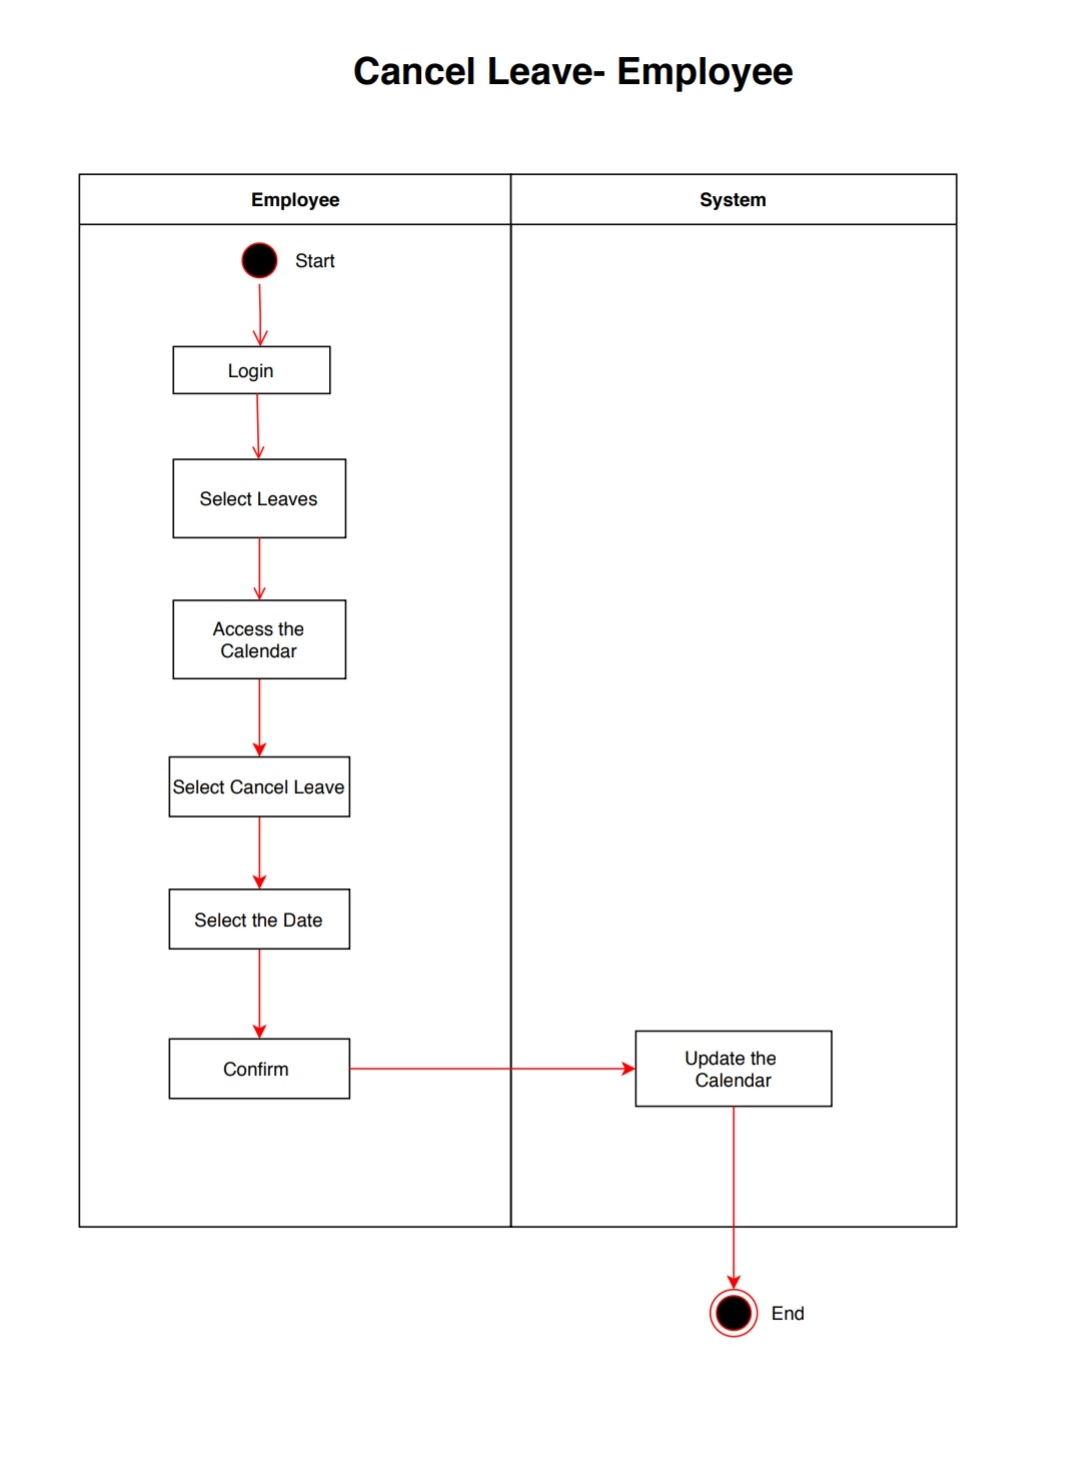 Cancel Leave- Employee
Employee
System
Start
Login
Select Leaves
Access the
Calendar
Select Cancel Leave
Select the Date
Confirm
Update the
Calendar
End